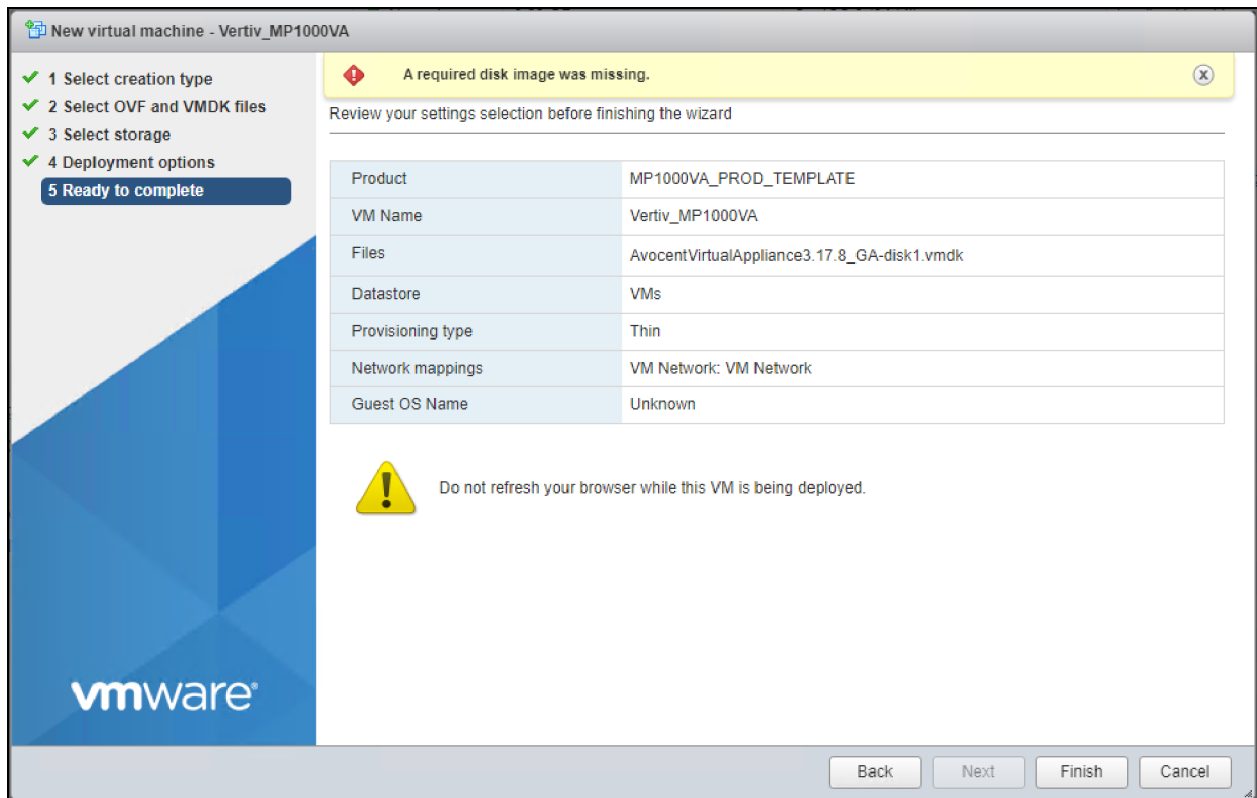 New virtual machine - Vertiv_MP1000VA
1 Select creation type
2 Select OVF and VMDK files
3 Select storage
4 Deployment options
5 Ready to complete
A required disk image was missing.
Review your settings selection before finishing the wizard
Product MP1000VA_PROD_TEMPLATE
VM Name Vertiv_MP1000VA
Files AvocentVirtualAppliance3.17.8_GA-disk1.vmdk
Datastore VMs
Provisioning type Thin
Network mappings VM Network: VM Network
Guest OS Name Unknown
Do not refresh your browser while this VM is being deployed.
vmware®
Back Next Finish Cancel